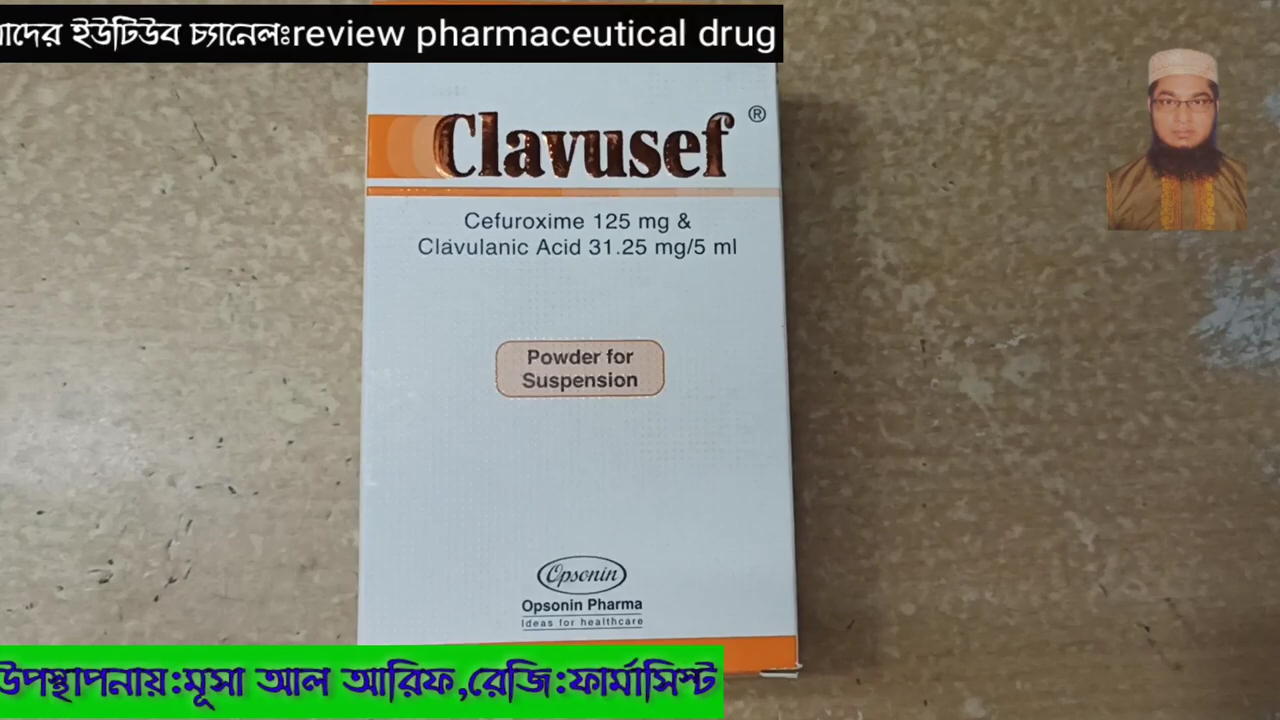 ইউটিউব চ্যানেলঃreview pharmaceutical drug
Clavusef ®
Cefuroxime 125 mg &
Clavulanic Acid 31.25 mg/5 ml
Powder for
Suspension
Opsonin
Opsonin Pharma
Ideas for healthcare
উপস্থাপনায়:মূসা আল আরিফ,রেজি:ফার্মাসিস্ট